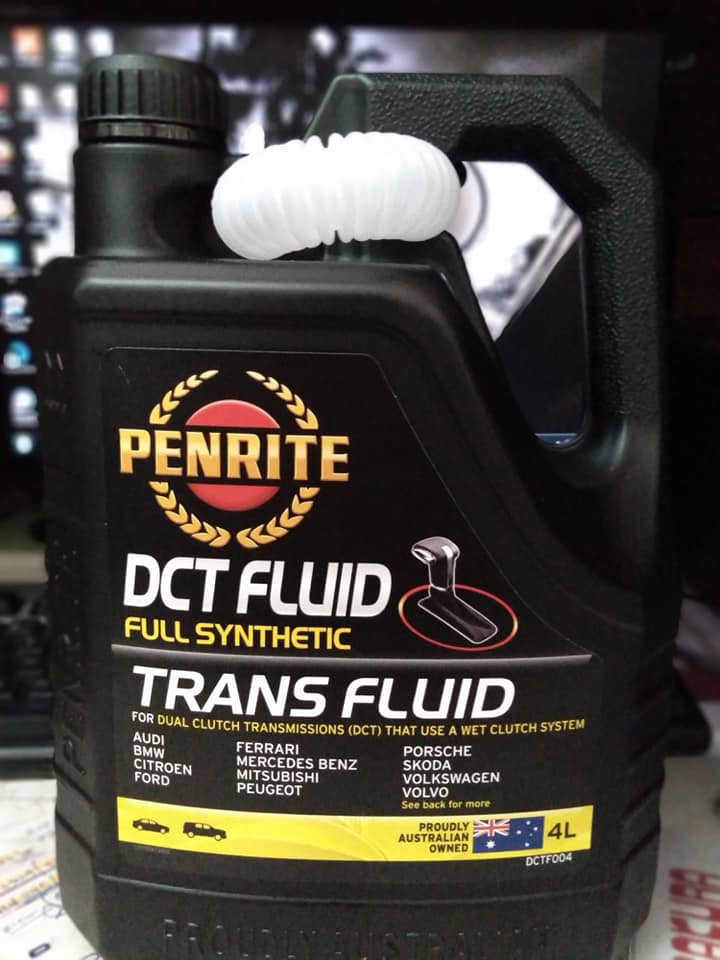 PENRITE
DCT FLUID
FULL SYNTHETIC
TRANS FLUID
FOR DUAL CLUTCH TRANSMISSIONS (DCT) THAT USE A WET CLUTCH SYSTEM
AUDI
BMW
CITROEN
FORD
FERRARI
MERCEDES BENZ
MITSUBISHI
PEUGEOT
PORSCHE
SKODA
VOLKSWAGEN
VOLVO
See back for more
PROUDLY
AUSTRALIAN
OWNED
4L
DCTF004
PROUDLY AUSTRALIAN